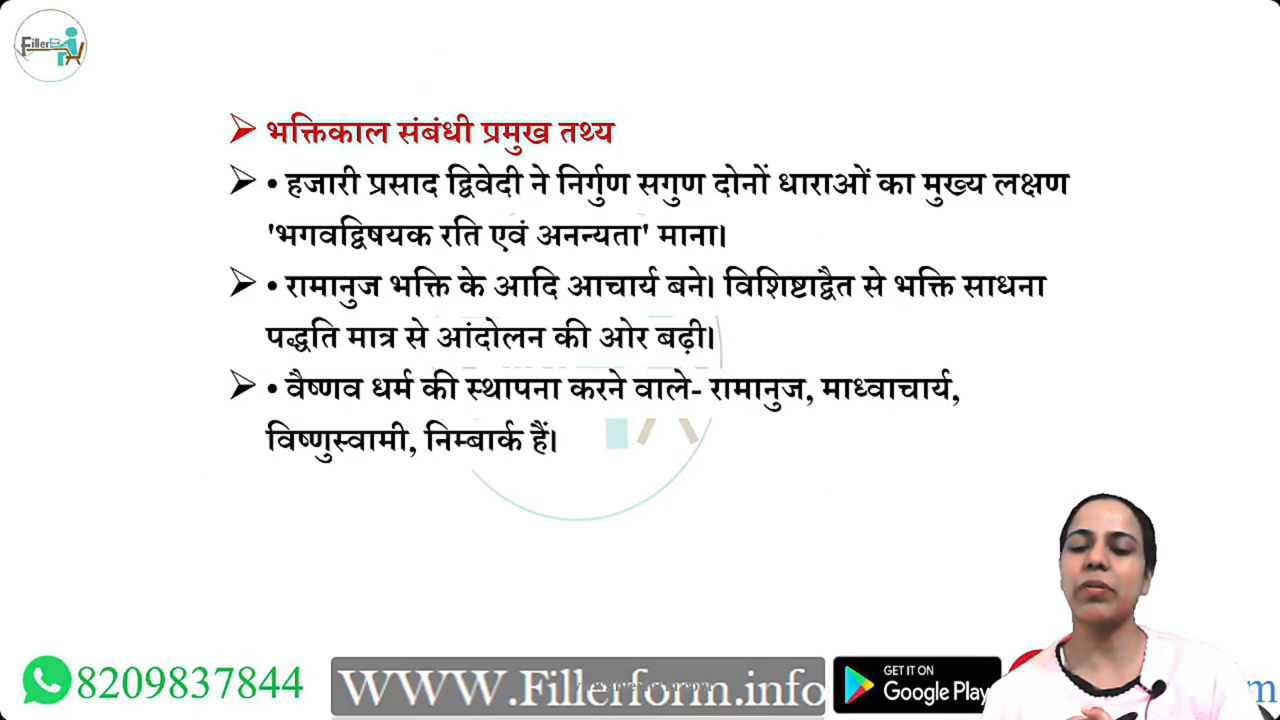 Filler
➢ भक्तिकाल संबंधी प्रमुख तथ्य
➢ • हजारी प्रसाद द्विवेदी ने निर्गुण सगुण दोनों धाराओं का मुख्य लक्षण
'भगवद्विषयक रति एवं अनन्यता' माना।
➢ • रामानुज भक्ति के आदि आचार्य बने। विशिष्टाद्वैत से भक्ति साधना
पद्धति मात्र से आंदोलन की ओर बढ़ी।
➢ • वैष्णव धर्म की स्थापना करने वाले- रामानुज, माध्वाचार्य,
विष्णुस्वामी, निम्बार्क हैं।
8209837844
WWW.Fillerform.info
GET IT ON
Google Play